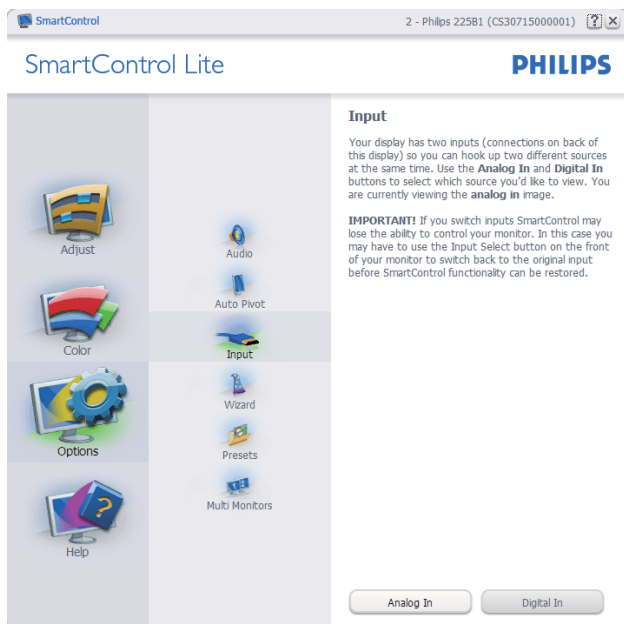 SmartControl
2 - Philips 225B1 (CS30715000001)
?
SmartControl Lite
PHILIPS
Adjust
Color
Options
?
Help
Audio
Auto Pivot
Input
Wizard
Presets
1 2
Multi Monitors
Input
Your display has two inputs (connections on back of
this display) so you can hook up two different sources
at the same time. Use the Analog In and Digital In
buttons to select which source you'd like to view. You
are currently viewing the analog in image.
IMPORTANT! If you switch inputs SmartControl may
lose the ability to control your monitor. In this case you
may have to use the Input Select button on the front
of your monitor to switch back to the original input
before SmartControl functionality can be restored.
Analog In
Digital In